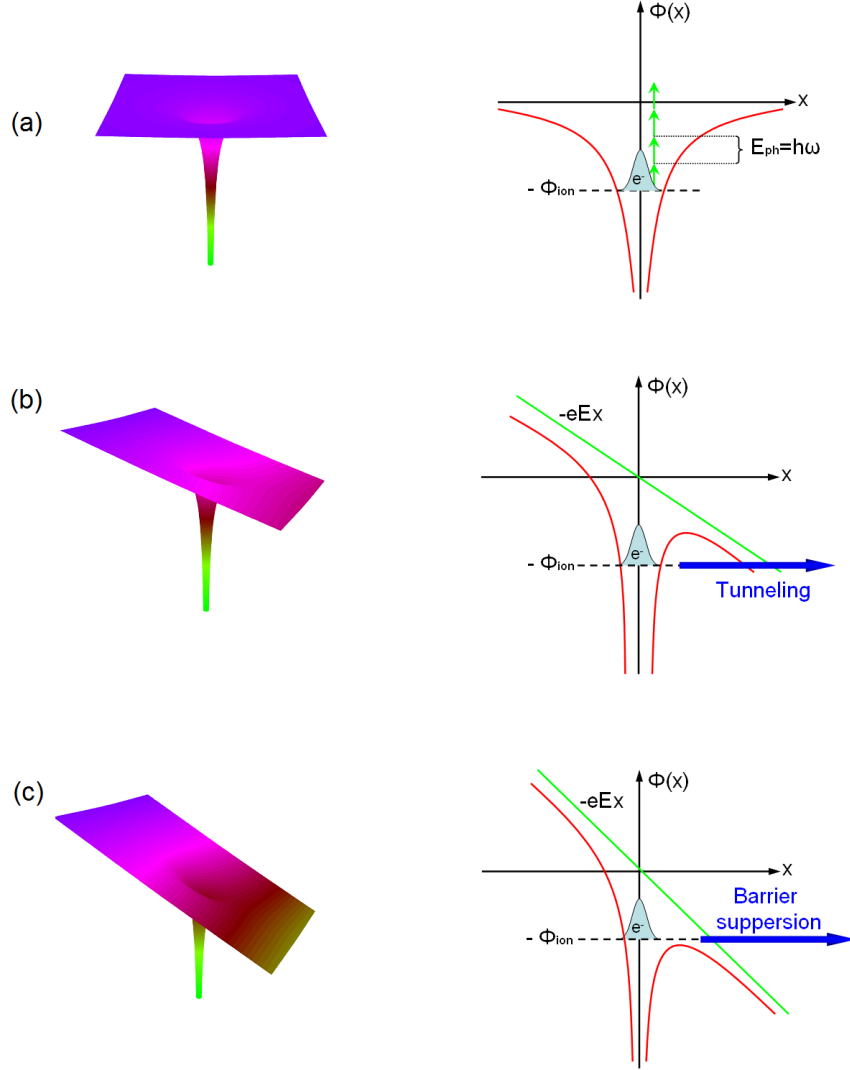 (a)
Φ(x)
x
Eph=hω
e-
- Φion
(b)
Φ(x)
-eEx
x
e-
- Φion
Tunneling
(c)
Φ(x)
-eEx
x
Barrier
suppersion
e-
- Φion